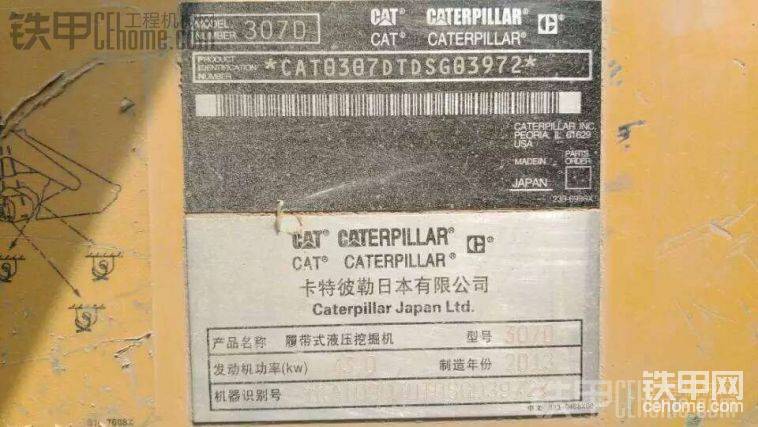 铁甲 工程机械
CEhome.com
MODEL NUMBER 307D
CAT CATERPILLAR C
CAT CATERPILLAR
PRODUCT IDENTIFICATION NUMBER *CAT0307DTDSG03972*
CATERPILLAR INC.
PEORIA IL 61629
USA
MADE IN JAPAN
PARTS ORDER
CAT CATERPILLAR C
CAT CATERPILLAR
卡特彼勒日本有限公司
Caterpillar Japan Ltd.
产品名称 履带式液压挖掘机 型号 307D
发动机功率(kw) 制造年份
机器识别号
铁甲网
cehome.com